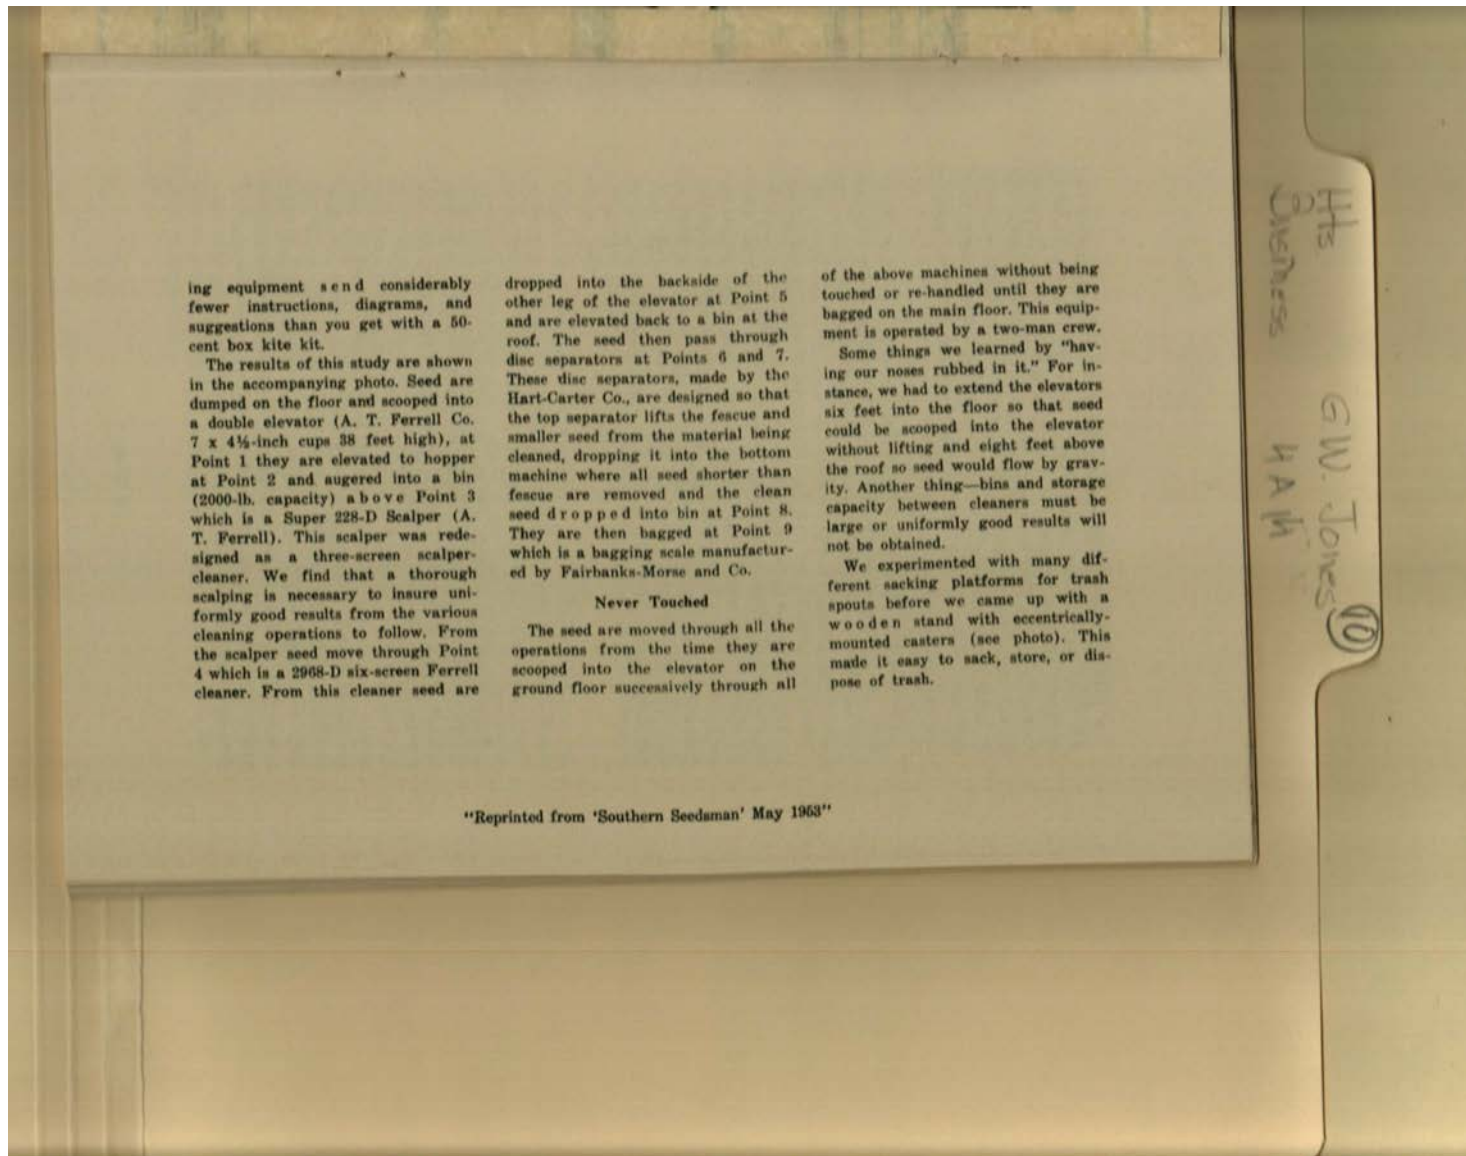 ing equipment send considerably
fewer instructions, diagrams, and
suggestions than you get with a 50-
cent box kite kit.
The results of this study are shown
in the accompanying photo. Seed are
dumped on the floor and scooped into
a double elevator (A. T. Ferrell Co.
7 x 4½-inch cups 38 feet high), at
Point 1 they are elevated to hopper
at Point 2 and augered into a bin
(2000-lb. capacity) above Point 3
which is a Super 228-D Scalper (A.
T. Ferrell). This scalper was rede-
signed as a three-screen scalper-
cleaner. We find that a thorough
scalping is necessary to insure uni-
formly good results from the various
cleaning operations to follow. From
the scalper seed move through Point
4 which is a 2968-D six-screen Ferrell
cleaner. From this cleaner seed are
dropped into the backside of the
other leg of the elevator at Point 5
and are elevated back to a bin at the
roof. The seed then pass through
disc separators at Points 6 and 7.
These disc separators, made by the
Hart-Carter Co., are designed so that
the top separator lifts the fescue and
smaller seed from the material being
cleaned, dropping it into the bottom
machine where all seed shorter than
fescue are removed and the clean
seed dropped into bin at Point 8.
They are then bagged at Point 9
which is a bagging scale manufactur-
ed by Fairbanks-Morse and Co.
Never Touched
The seed are moved through all the
operations from the time they are
scooped into the elevator on the
ground floor successively through all
of the above machines without being
touched or re-handled until they are
bagged on the main floor. This equip-
ment is operated by a two-man crew.
Some things we learned by "hav-
ing our noses rubbed in it." For in-
stance, we had to extend the elevators
six feet into the floor so that seed
could be scooped into the elevator
without lifting and eight feet above
the roof so seed would flow by grav-
ity. Another thing—bins and storage
capacity between cleaners must be
large or uniformly good results will
not be obtained.
We experimented with many dif-
ferent sacking platforms for trash
spouts before we came up with a
wooden stand with eccentrically-
mounted casters (see photo). This
made it easy to sack, store, or dis-
pose of trash.
"Reprinted from 'Southern Seedsman' May 1953"
His G.W. Jones 10
Business